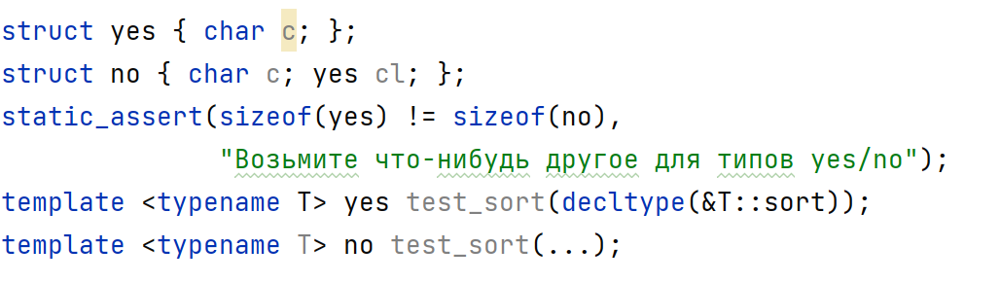 struct yes { char c; };
struct no { char c; yes cl; };
static_assert(sizeof(yes) != sizeof(no),
"Возьмите что-нибудь другое для типов yes/no");
template <typename T> yes test_sort(decltype(&T::sort));
template <typename T> no test_sort(...);